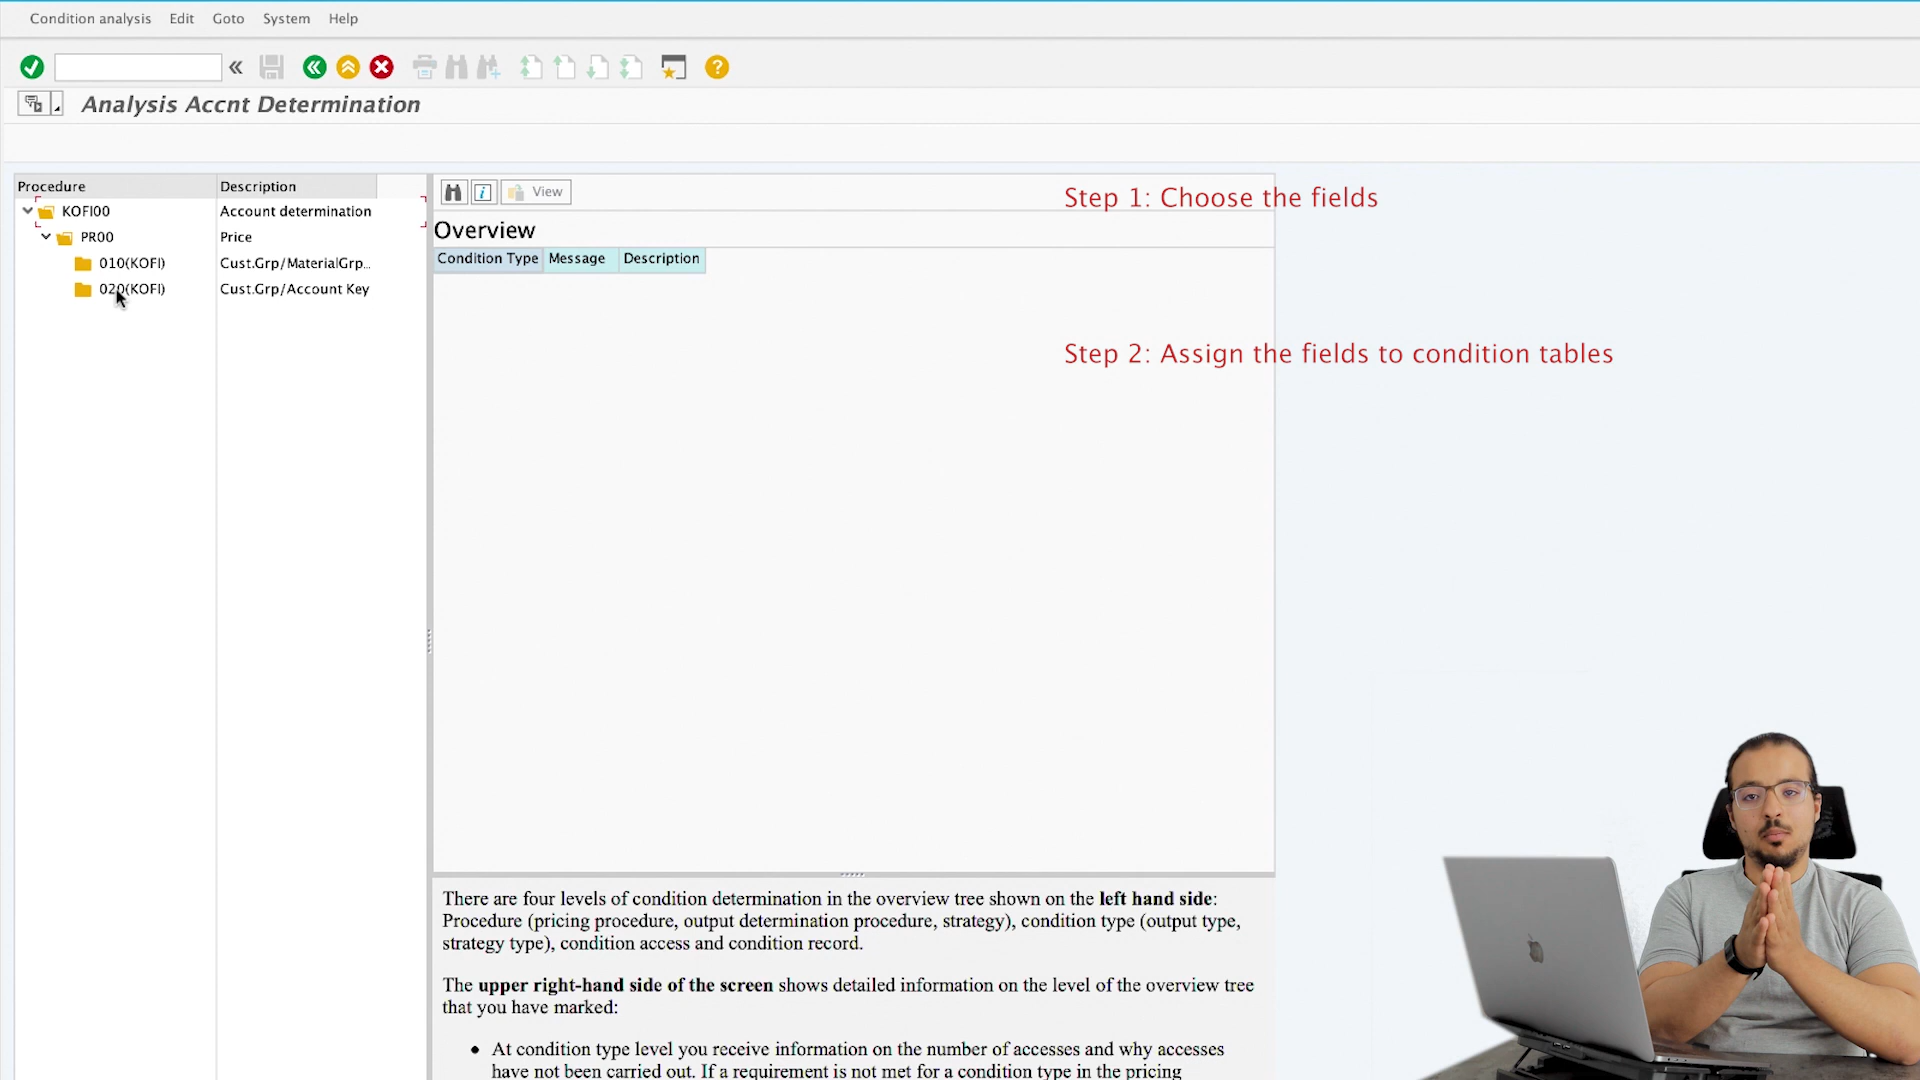 Condition analysis Edit Goto System Help
Analysis Accnt Determination
Procedure Description
KOFI00 Account determination
PR00 Price
010(KOFI) Cust.Grp/MaterialGrp...
020(KOFI) Cust.Grp/Account Key
View
Overview
Condition Type Message Description
Step 1: Choose the fields
Step 2: Assign the fields to condition tables
There are four levels of condition determination in the overview tree shown on the left hand side:
Procedure (pricing procedure, output determination procedure, strategy), condition type (output type,
strategy type), condition access and condition record.
The upper right-hand side of the screen shows detailed information on the level of the overview tree
that you have marked:
• At condition type level you receive information on the number of accesses and why accesses
have not been carried out. If a requirement is not met for a condition type in the pricing